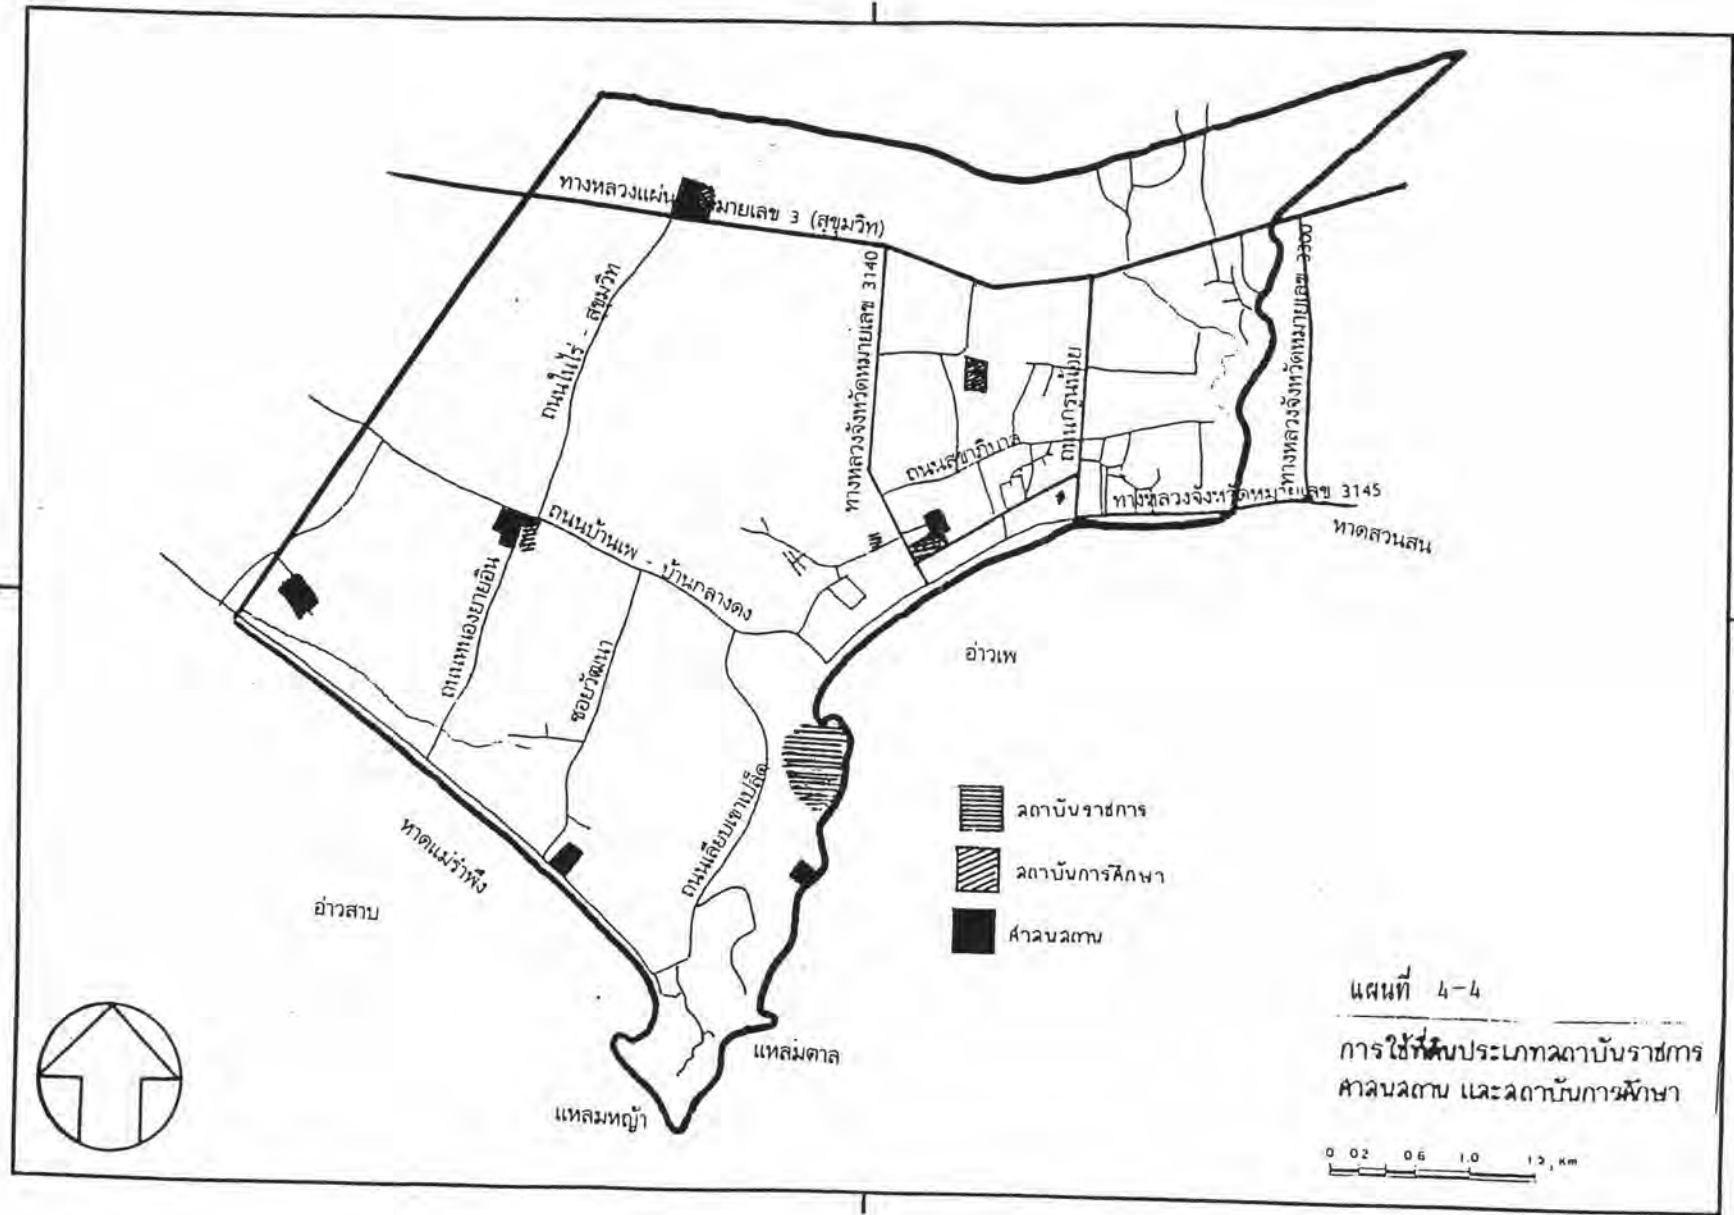 ทางหลวงแผ่น มายเลข 3 (สุขุมวิท)
ถนนในไร่ - สุขุมวิท
ทางหลวงจังหวัดหมายเลข 3140
ถนนสุขาภิบาล
ถนนกรุนน้อย
ทางหลวงจังหวัดหมายเลข
ทางหลวงจังหวัดหมายเลข 3145
หาดสวนสน
ถนนบ้านเพ - บ้านกลางดง
ถนนหนองยายอิน
ซอยวัฒนา
ถนนเลียบเขาเปล็ด
อ่าวเพ
หาดแม่รำพึง
อ่าวสาบ
แหลมตาล
แหลมหญ้า
สถาบันราชการ
สถาบันการศึกษา
ศาสนสถาน
แผนที่ 4-4
การใช้ที่ดินประเภทสถาบันราชการ
ศาสนสถาน และสถาบันการศึกษา
0 02 06 1.0 1.5 , Km